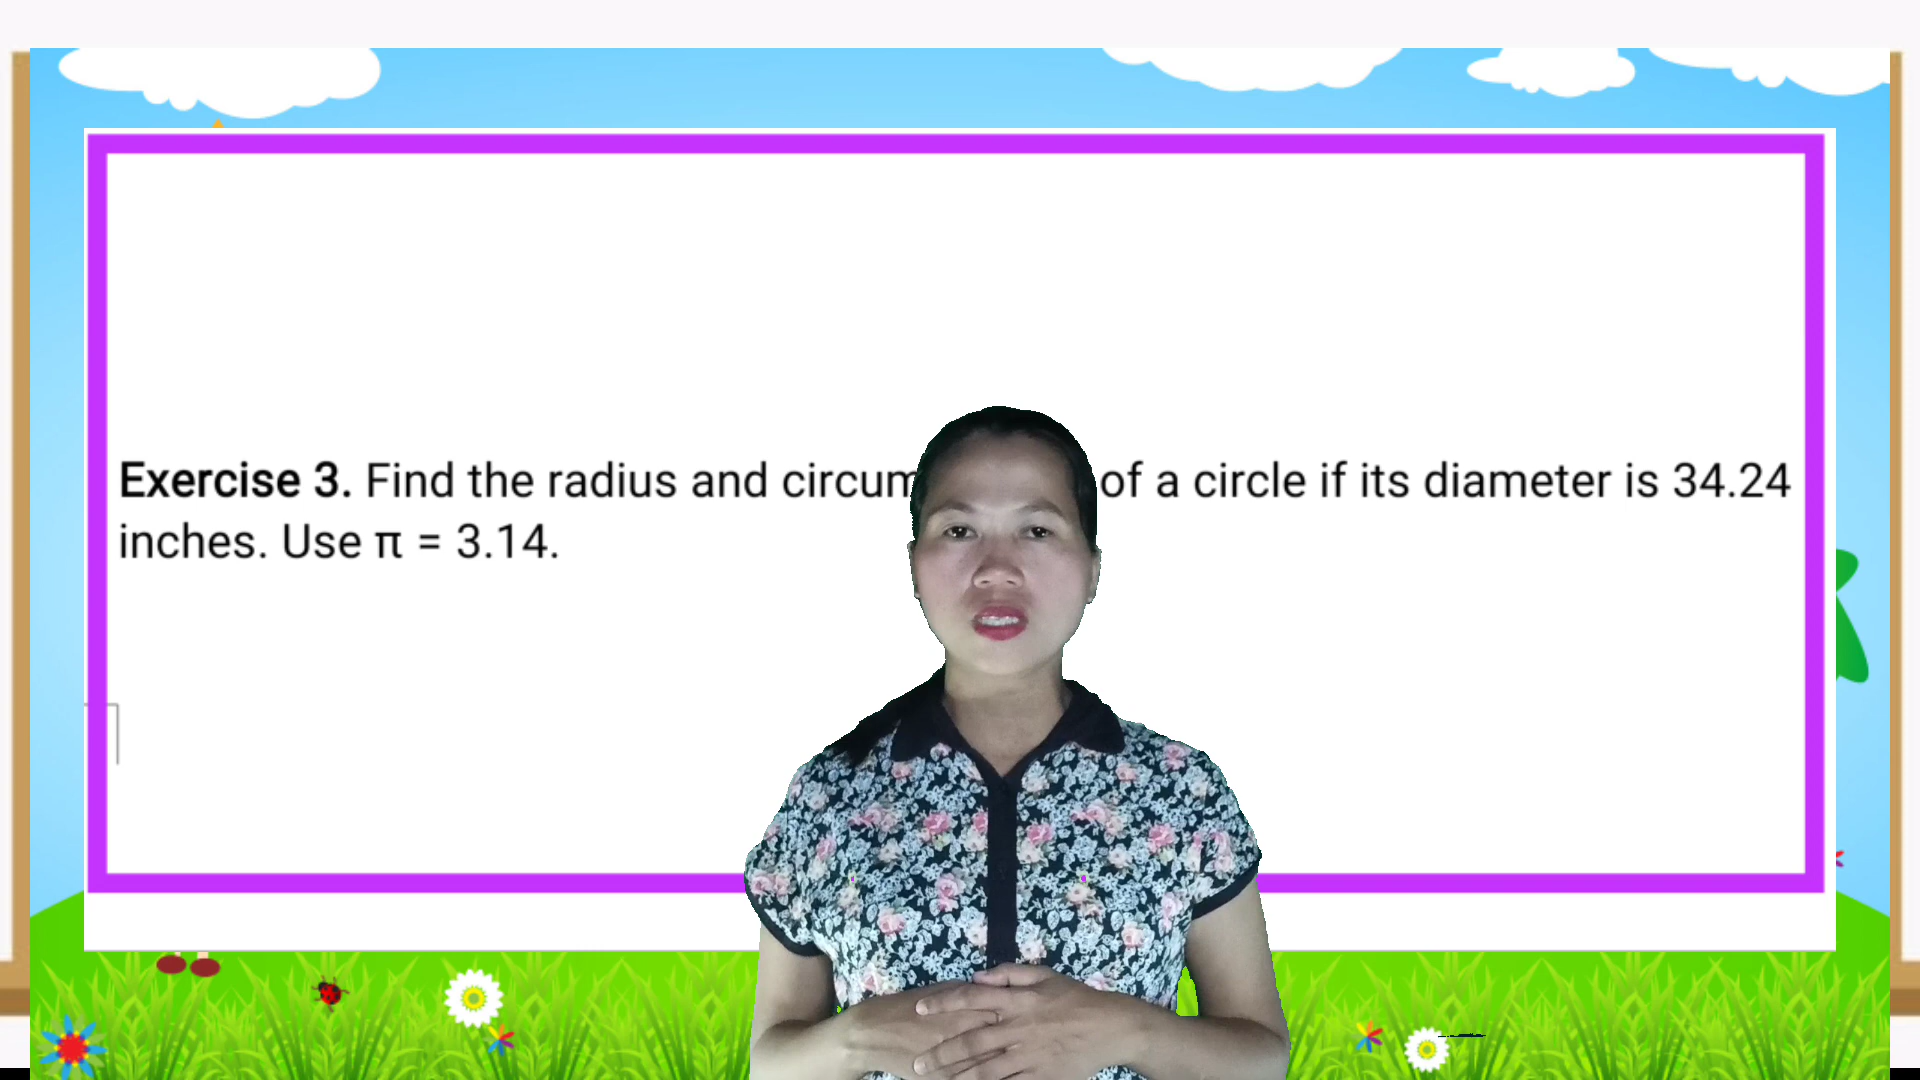 Exercise 3. Find the radius and circum of a circle if its diameter is 34.24
inches. Use π = 3.14.